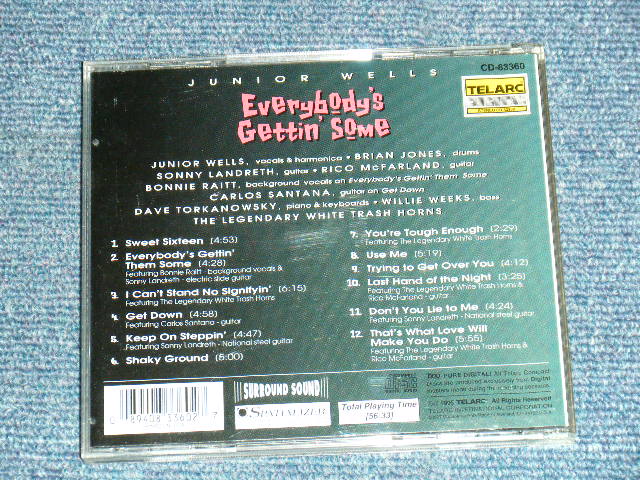 JUNIOR WELLS
CD-83360
TELARC
Everybody's
Gettin' Some
JUNIOR WELLS, vocals & harmonica • BRIAN JONES, drums
SONNY LANDRETH, guitar • RICO McFARLAND, guitar
BONNIE RAITT, background vocals on Everybody's Gettin' Them Some
CARLOS SANTANA, guitar on Get Down
DAVE TORKANOWSKY, piano & keyboards • WILLIE WEEKS, bass
THE LEGENDARY WHITE TRASH HORNS
1. Sweet Sixteen (4:53)
2. Everybody's Gettin'
Them Some (4:28)
Featuring Bonnie Raitt - background vocals &
Sonny Landreth - electric slide guitar
3. I Can't Stand No Signifyin' (6:15)
Featuring The Legendary White Trash Horns
4. Get Down (4:58)
Featuring Carlos Santana - guitar
5. Keep On Steppin' (4:47)
Featuring Sonny Landreth - National steel guitar
6. Shaky Ground (5:00)
7. You're Tough Enough (2:29)
Featuring The Legendary White Trash Horns
8. Use Me (5:19)
9. Trying to Get Over You (4:12)
10. Last Hand of the Night (3:25)
Featuring The Legendary White Trash Horns &
Rico McFarland - guitar
11. Don't You Lie to Me (4:24)
Featuring Sonny Landreth - National steel guitar
12. That's What Love Will
Make You Do (5:55)
Featuring The Legendary White Trash Horns &
Rico McFarland - guitar
SURROUND SOUND
SPATIALIZER
Total Playing Time
[56:33]
89408 33602 7
TELARC
All Rights Reserved
TELARC INTERNATIONAL CORPORATION